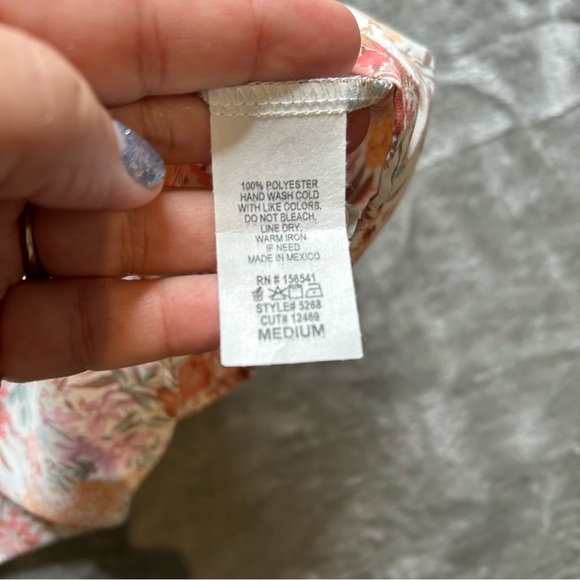 100% POLYESTER
HAND WASH COLD
WITH LIKE COLORS.
DO NOT BLEACH,
LINE DRY,
WARM IRON
IF NEED
MADE IN MEXICO
RN # 156541
STYLE# 5268
CUT# 12469
MEDIUM